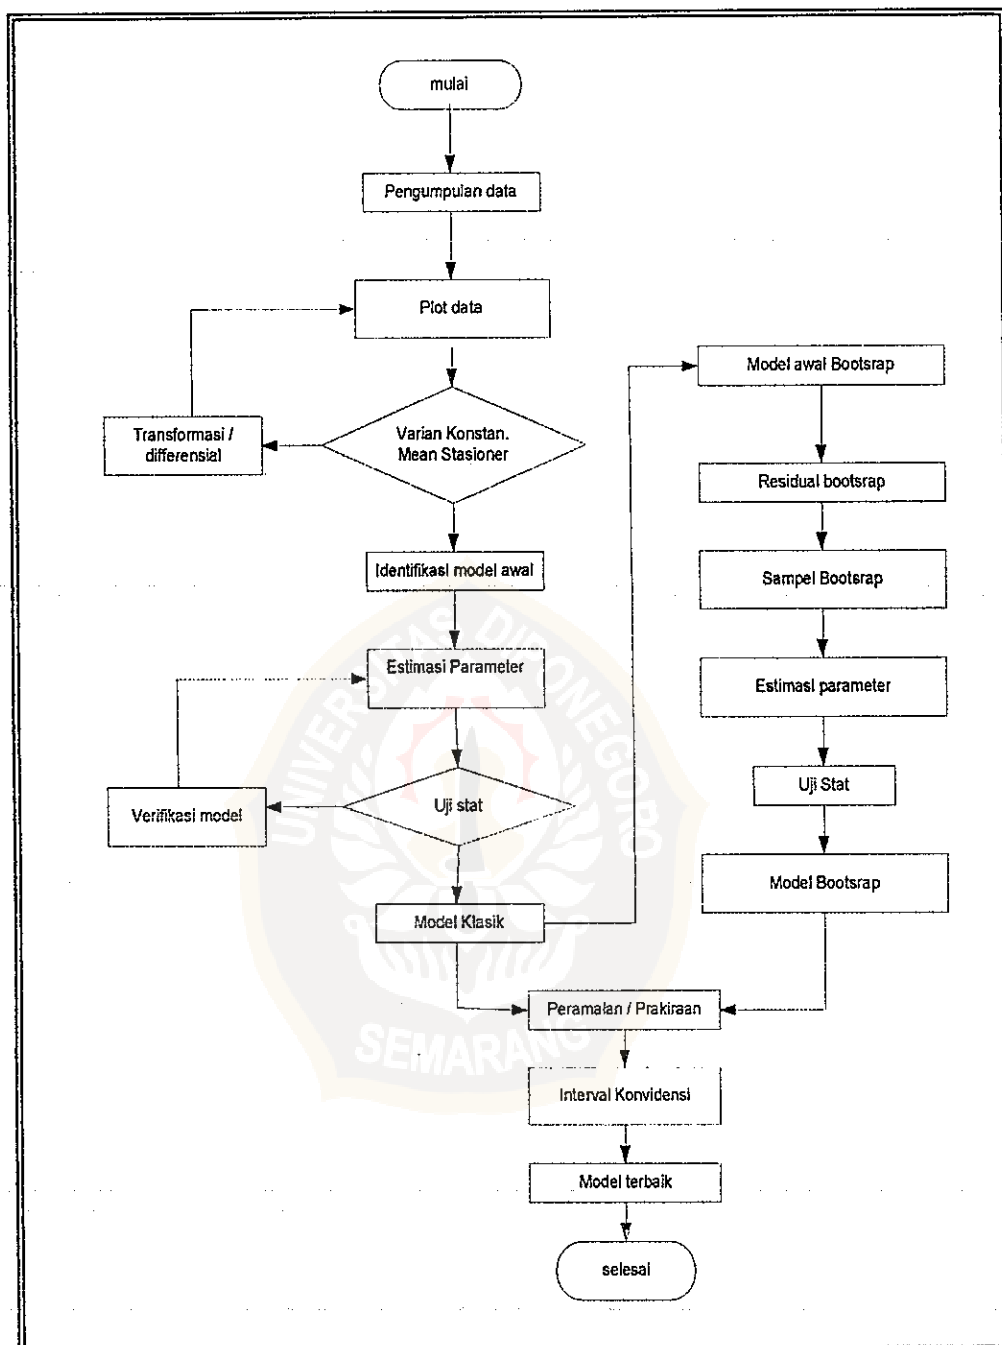 mulai
Pengumpulan data
Plot data
Varian Konstan.
Mean Stasioner
Transformasi /
differensial
Identifikasi model awal
Estimasi Parameter
Uji stat
Verifikasi model
Model Klasik
Model awal Bootsrap
Residual bootsrap
Sampel Bootsrap
Estimasi parameter
Uji Stat
Model Bootsrap
Peramalan / Prakiraan
Interval Konvidensi
Model terbaik
selesai
UNIVERSITAS DIPONEGORO
SEMARANG